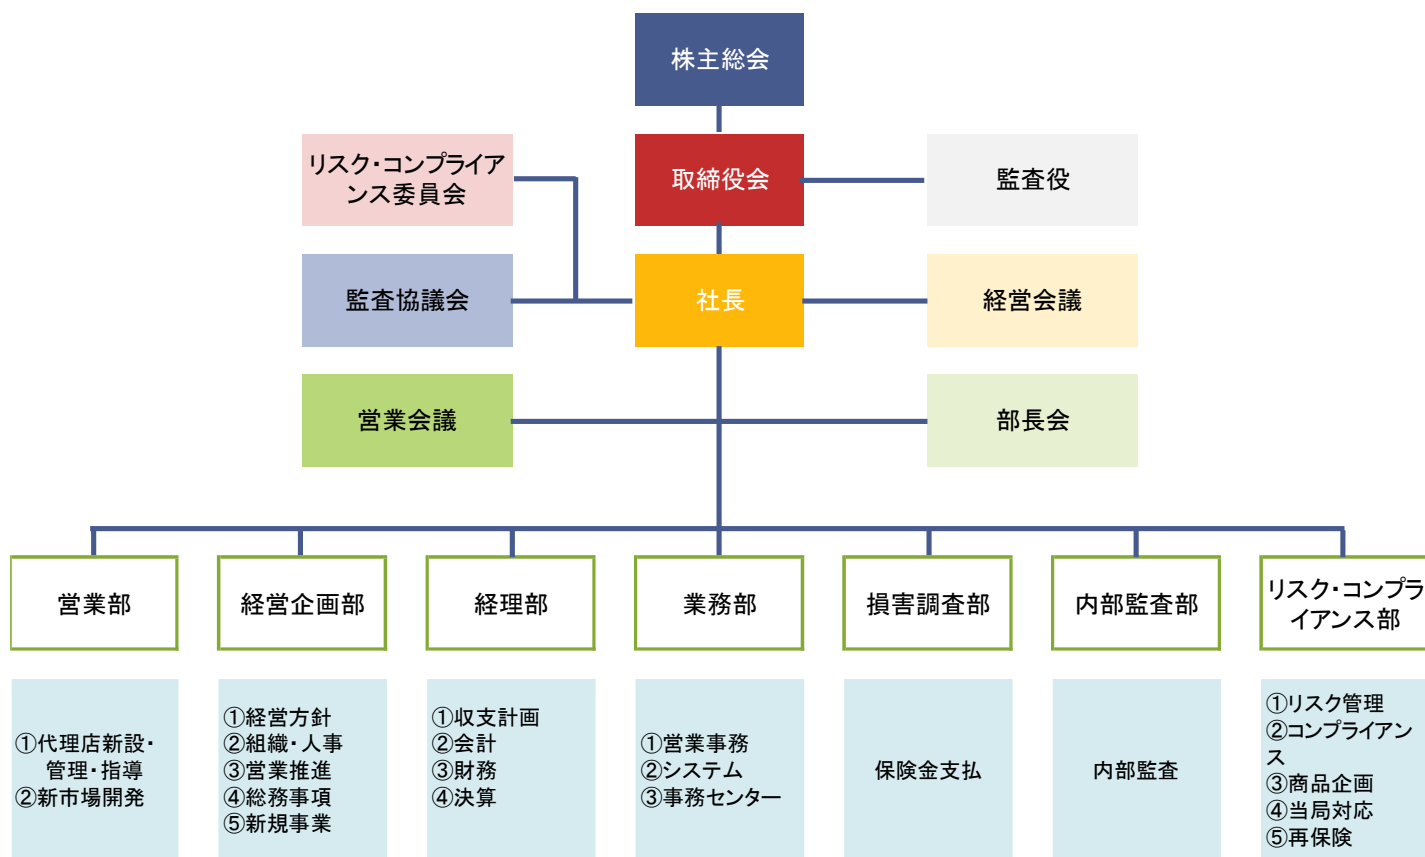 株主総会
リスク・コンプライア
ンス委員会
取締役会
監査役
監査協議会
社長
経営会議
営業会議
部長会
営業部
経営企画部
経理部
業務部
損害調査部
内部監査部
リスク・コンプラ
イアンス部
①代理店新設・
管理・指導
②新市場開発
①経営方針
②組織・人事
③営業推進
④総務事項
⑤新規事業
①収支計画
②会計
③財務
④決算
①営業事務
②システム
③事務センター
保険金支払
内部監査
①リスク管理
②コンプライアン
ス
③商品企画
④当局対応
⑤再保険